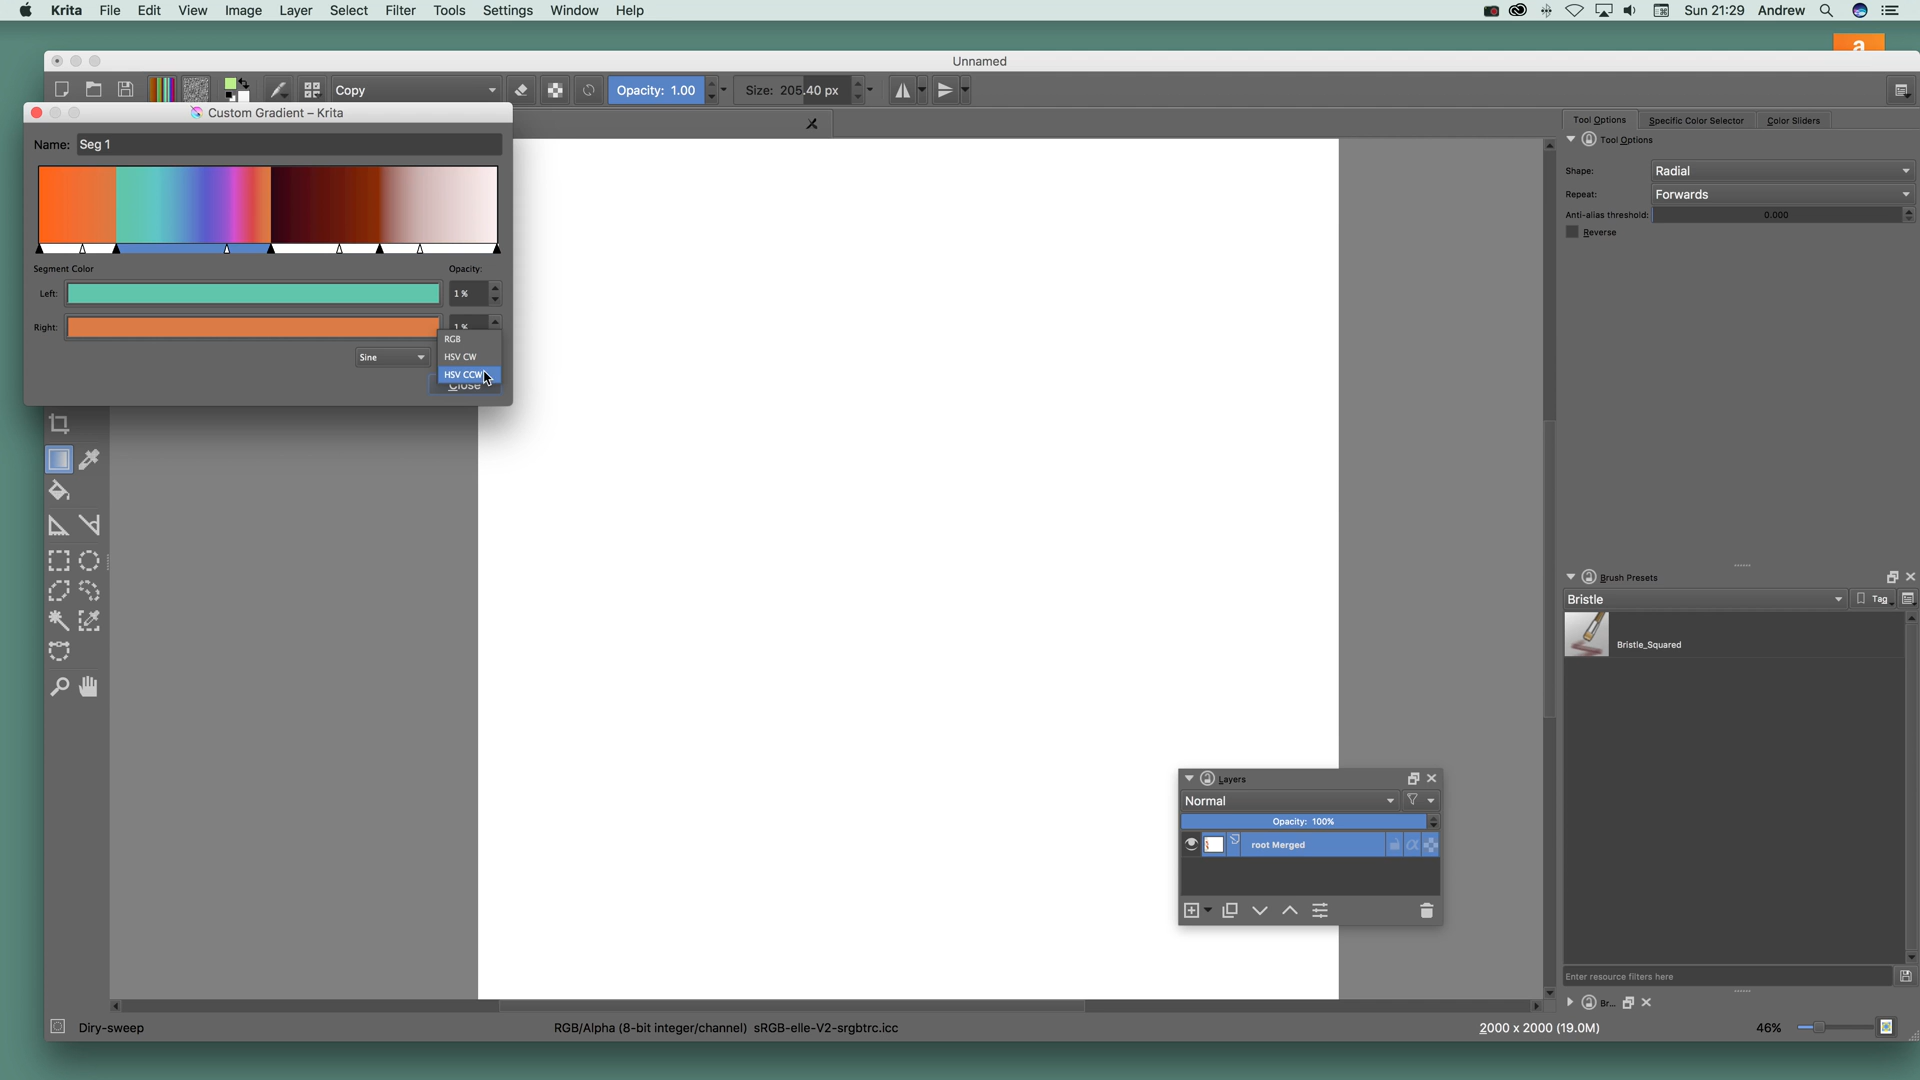 Krita File Edit View Image Layer Select Filter Tools Settings Window Help Sun 21:29 Andrew
a
Unnamed
Copy Opacity: 1.00 Size: 205.40 px
Custom Gradient – Krita
Name: Seg 1
Segment Color Opacity:
Left: 1 %
Right: 1 %
Sine
RGB
HSV CW
HSV CCW
Close
Tool Options Specific Color Selector Color Sliders
Tool Options
Shape: Radial
Repeat: Forwards
Anti-alias threshold: 0.000
Reverse
Brush Presets
Bristle Tag
Bristle_Squared
Layers
Normal
Opacity: 100%
root Merged
Enter resource filters here
Br...
Diry-sweep RGB/Alpha (8-bit integer/channel) sRGB-elle-V2-srgbtrc.icc 2000 x 2000 (19.0M) 46%